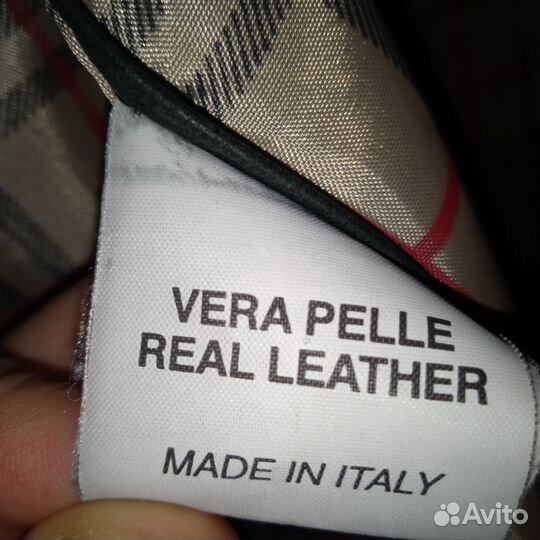 VERA PELLE
REAL LEATHER
MADE IN ITALY
Avito